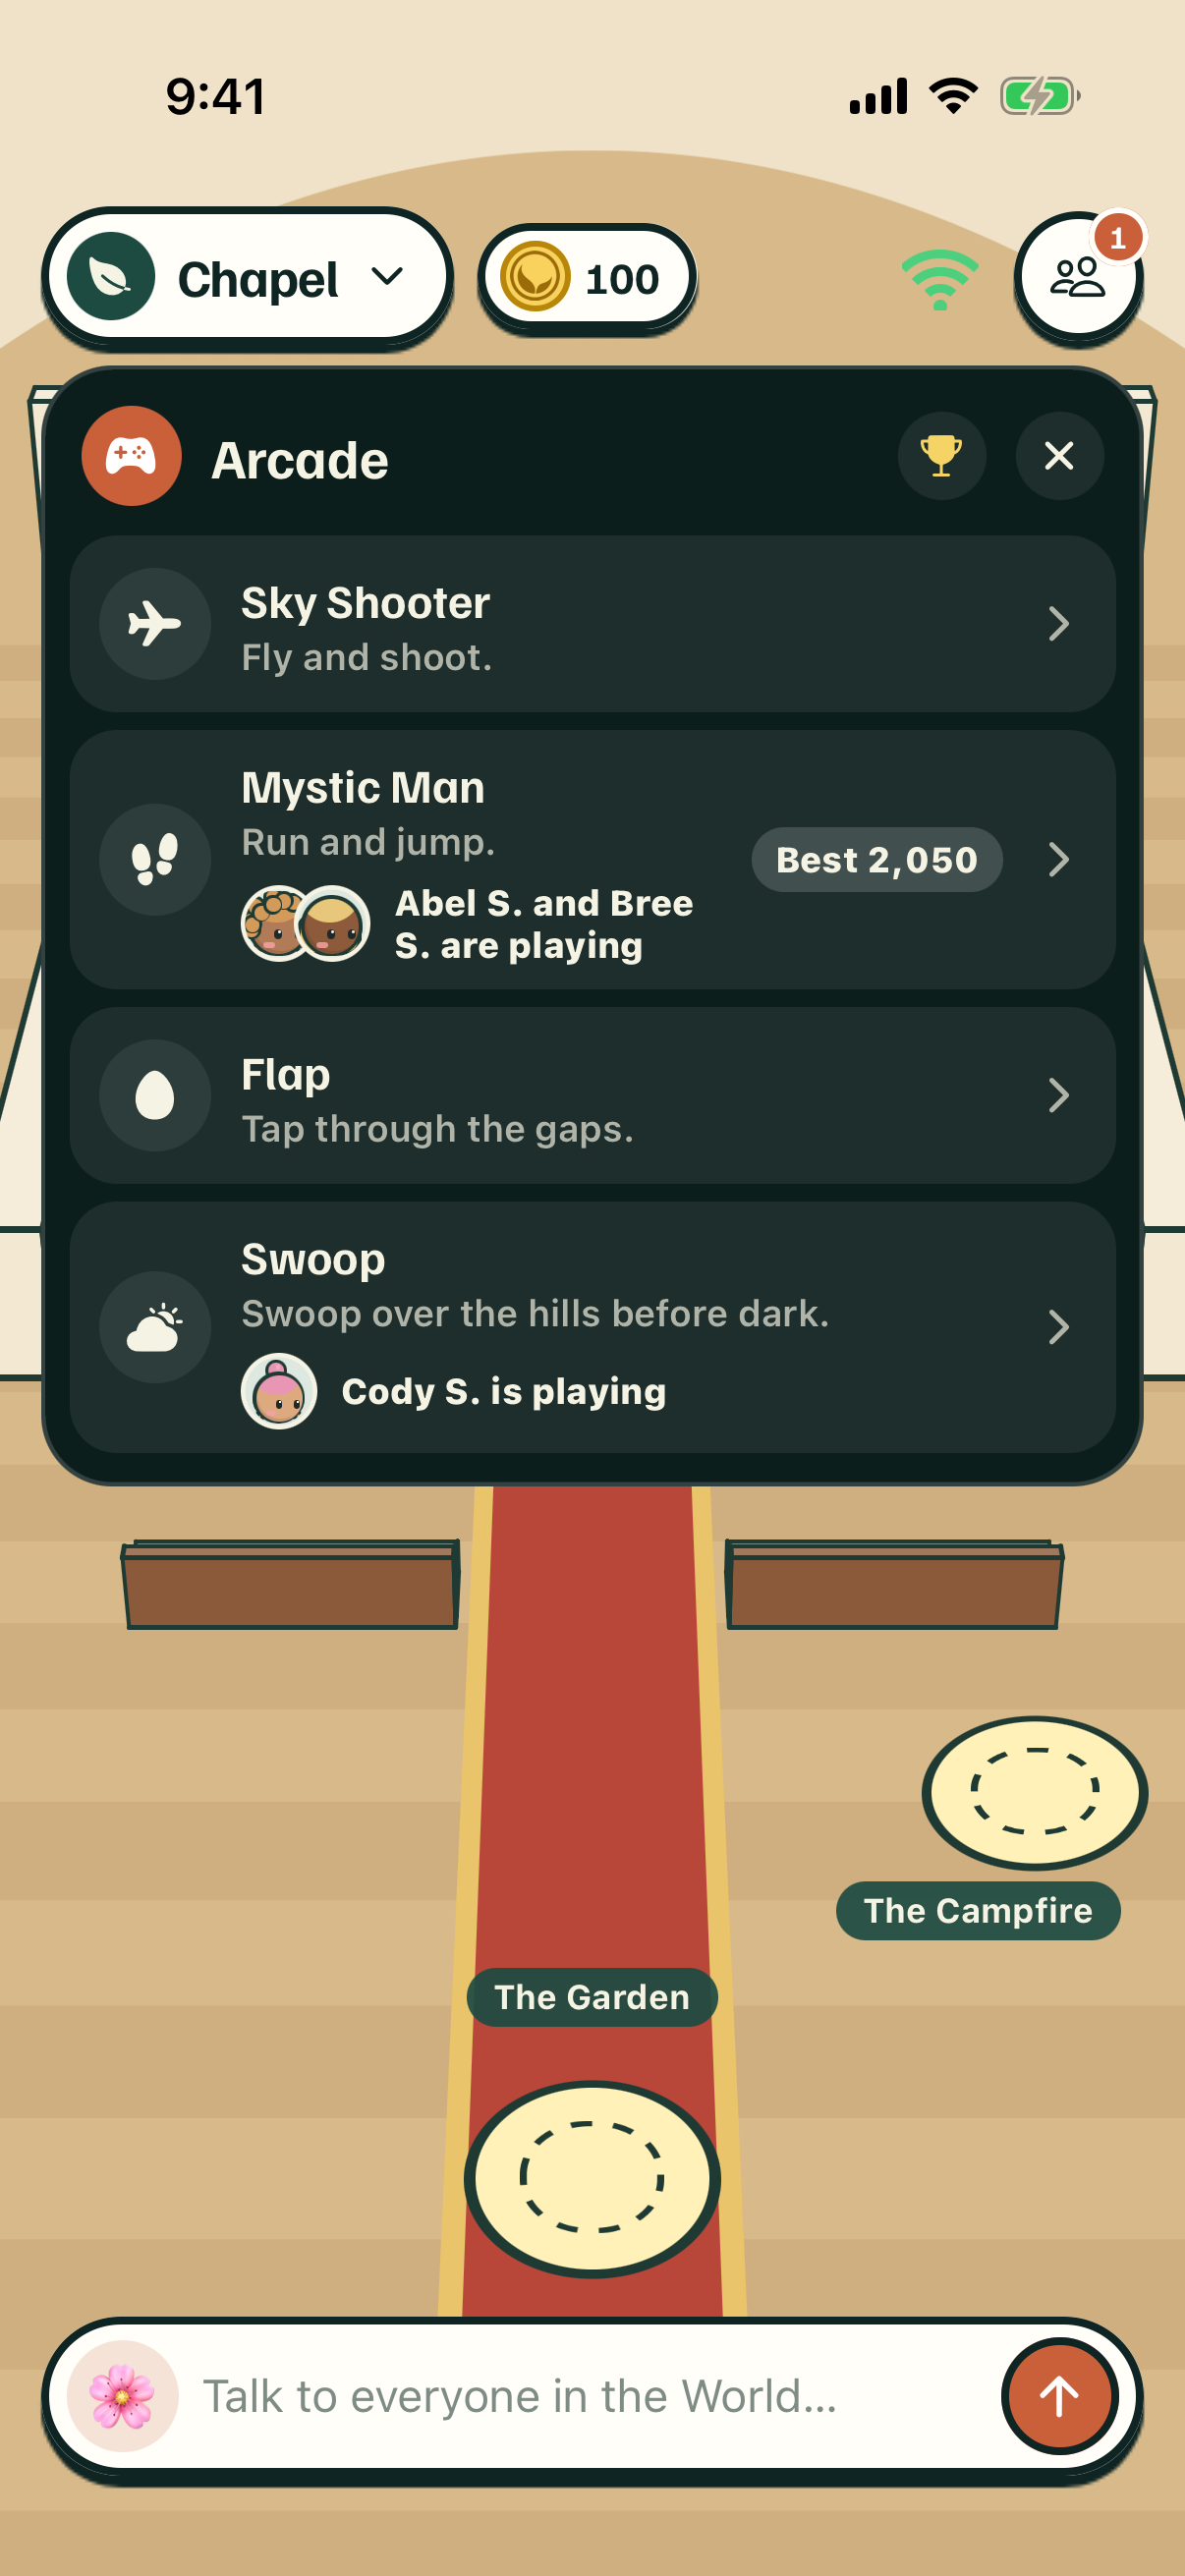 9:41
Chapel
100
1
Arcade
Sky Shooter
Fly and shoot.
Mystic Man
Run and jump.
Best 2,050
Abel S. and Bree
S. are playing
Flap
Tap through the gaps.
Swoop
Swoop over the hills before dark.
Cody S. is playing
The Campfire
The Garden
Talk to everyone in the World...